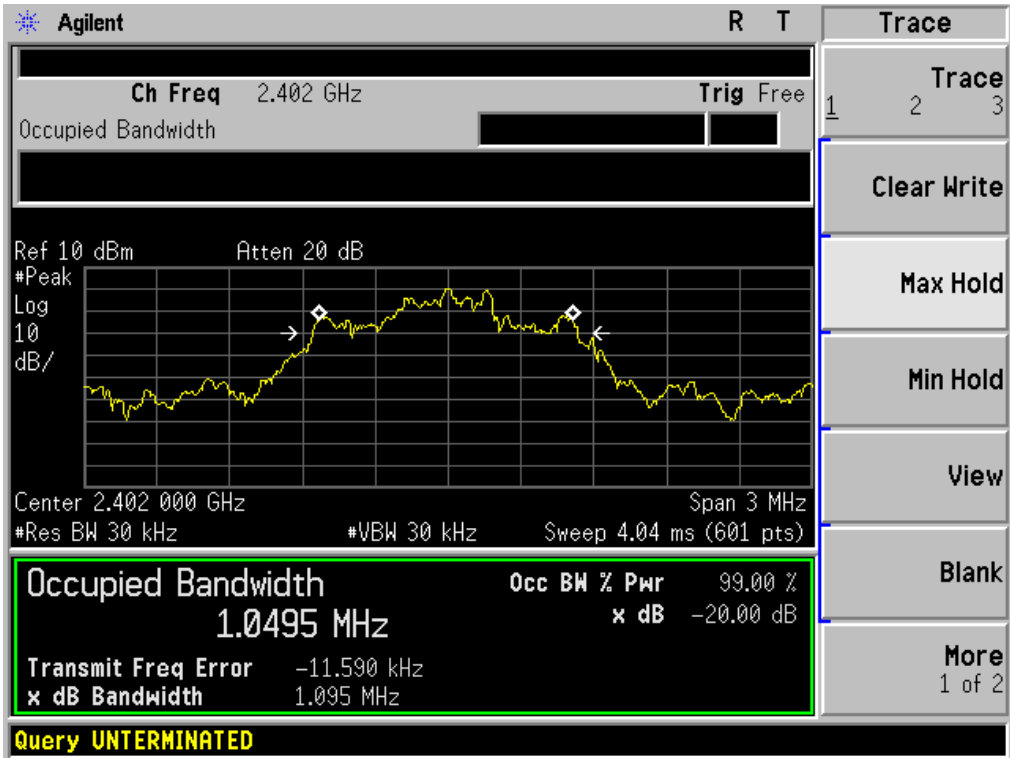 Agilent R T
Ch Freq 2.402 GHz Trig Free
Occupied Bandwidth
Ref 10 dBm Atten 20 dB
#Peak
Log
10
dB/
Center 2.402 000 GHz Span 3 MHz
#Res BW 30 kHz #VBW 30 kHz Sweep 4.04 ms (601 pts)
Occupied Bandwidth Occ BW % Pwr 99.00 %
1.0495 MHz x dB -20.00 dB
Transmit Freq Error -11.590 kHz
x dB Bandwidth 1.095 MHz
Query UNTERMINATED
Trace
Trace
1 2 3
Clear Write
Max Hold
Min Hold
View
Blank
More
1 of 2